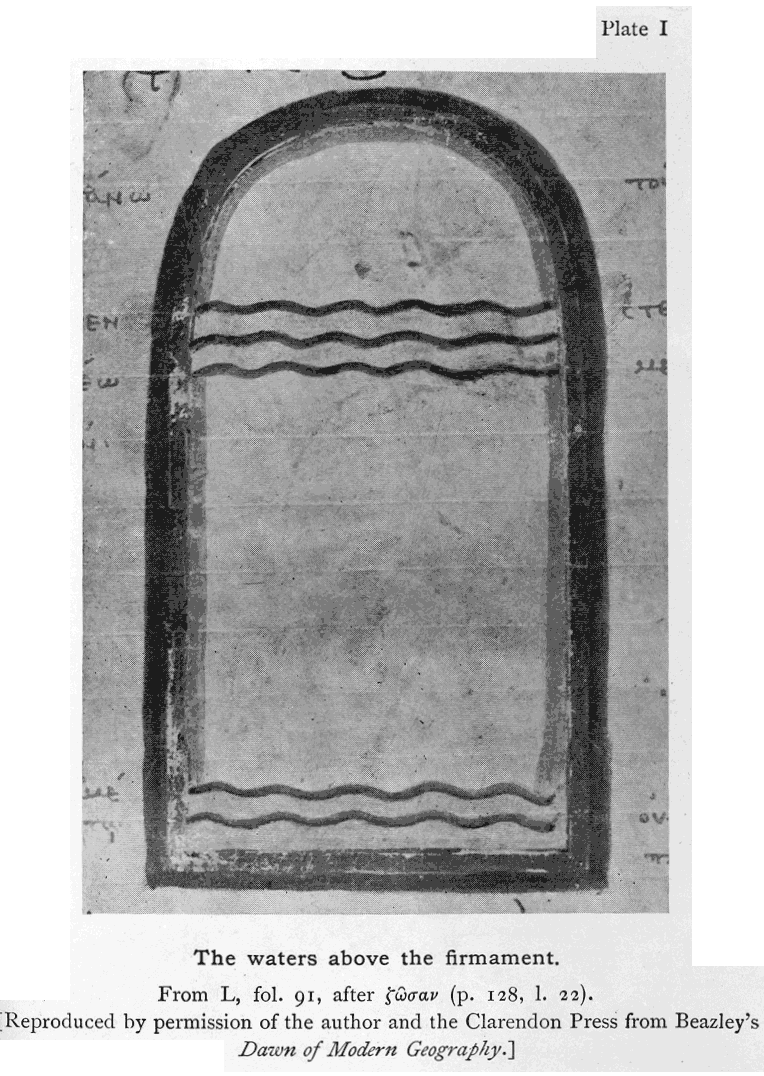 Plate I
The waters above the firmament.
From L, fol. 91, after ζῶσαν (p. 128, l. 22).
[Reproduced by permission of the author and the Clarendon Press from Beazley's
Dawn of Modern Geography.]